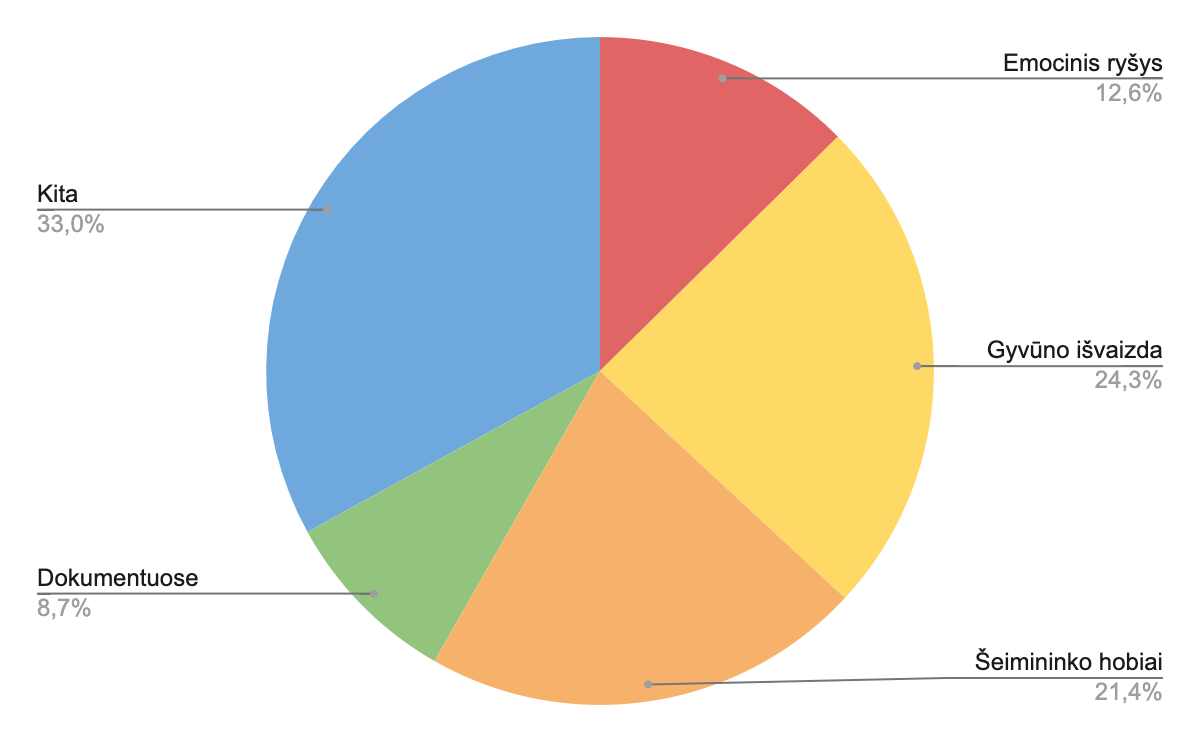 Emocinis ryšys
12,6%
Kita
33,0%
Gyvūno išvaizda
24,3%
Dokumentuose
8,7%
Šeimininko hobiai
21,4%